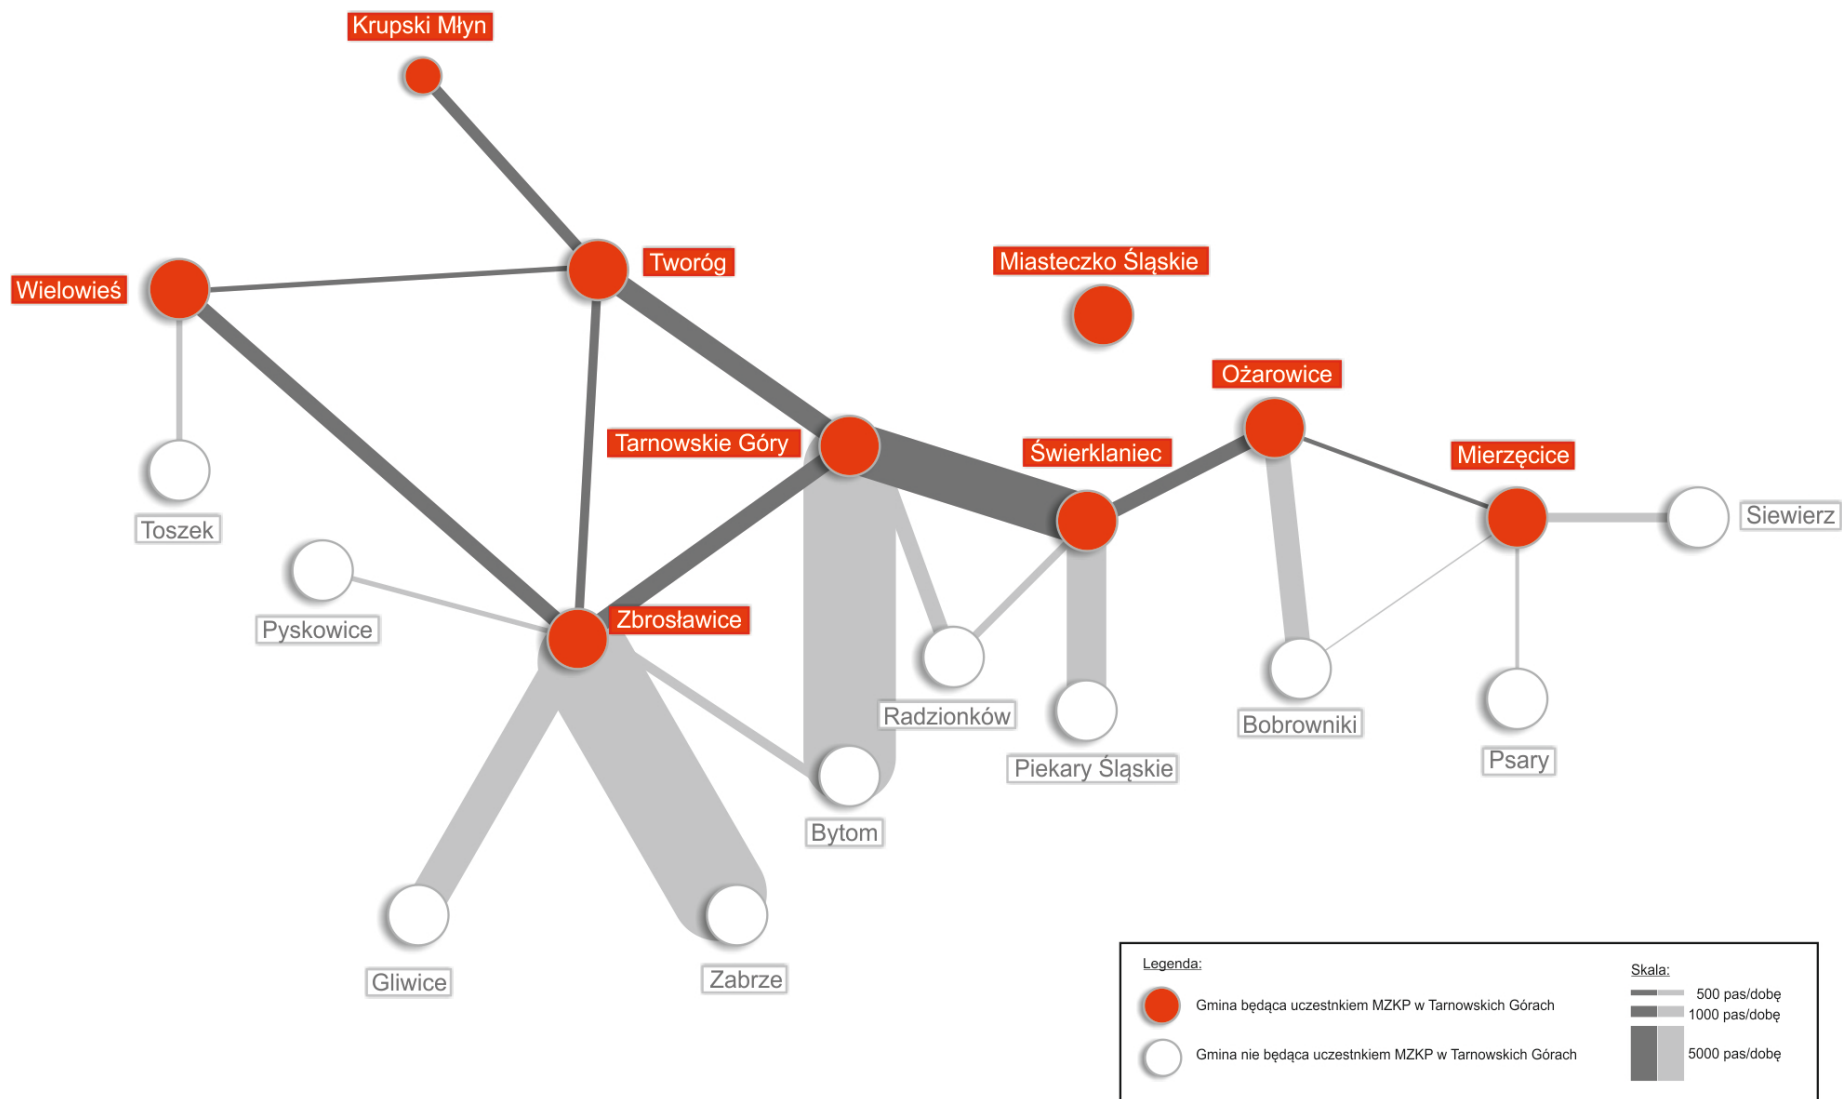 Krupski Młyn
Tworóg
Miasteczko Śląskie
Wielowieś
Ożarowice
Tarnowskie Góry
Świerklaniec
Mierzęcice
Siewierz
Toszek
Zbrosławice
Pyskowice
Radzionków
Bobrowniki
Piekary Śląskie
Psary
Bytom
Gliwice
Zabrze
Legenda:
Gmina będąca uczestnkiem MZKP w Tarnowskich Górach
Gmina nie będąca uczestnkiem MZKP w Tarnowskich Górach
Skala:
500 pas/dobę
1000 pas/dobę
5000 pas/dobę